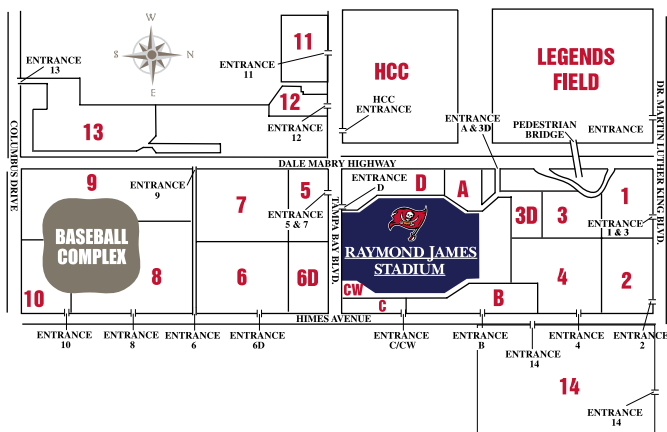 W
S
N
E
ENTRANCE
13
11
ENTRANCE
11
12
ENTRANCE
12
13
HCC
HCC
ENTRANCE
LEGENDS
FIELD
ENTRANCE
A & 3D
PEDESTRIAN
BRIDGE
ENTRANCE
DR. MARTIN LUTHER KING BLVD.
COLUMBUS DRIVE
DALE MABRY HIGHWAY
9
ENTRANCE
9
7
5
ENTRANCE
5 & 7
TAMPA BAY BLVD.
ENTRANCE
D
D
A
3D
3
1
ENTRANCE
1 & 3
BASEBALL
COMPLEX
RAYMOND JAMES
STADIUM
10
8
6
6D
CW
C
B
4
2
HIMES AVENUE
ENTRANCE
10
ENTRANCE
8
ENTRANCE
6
ENTRANCE
6D
ENTRANCE
C/CW
ENTRANCE
B
ENTRANCE
14
ENTRANCE
4
ENTRANCE
2
14
ENTRANCE
14